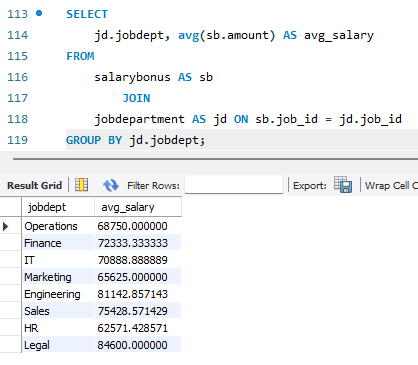 113 SELECT
114 jd.jobdept, avg(sb.amount) AS avg_salary
115 FROM
116 salarybonus AS sb
117 JOIN
118 jobdepartment AS jd ON sb.job_id = jd.job_id
119 GROUP BY jd.jobdept;
Result Grid Filter Rows: Export: Wrap Cell C
jobdept avg_salary
Operations 68750.000000
Finance 72333.333333
IT 70888.888889
Marketing 65625.000000
Engineering 81142.857143
Sales 75428.571429
HR 62571.428571
Legal 84600.000000